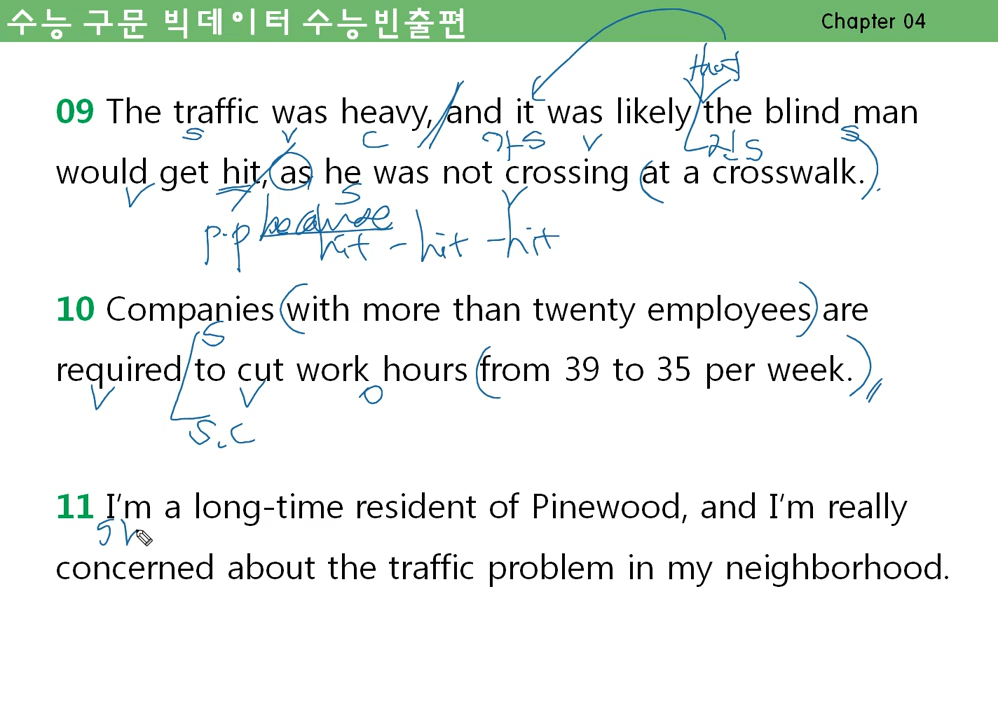 수능 구문 빅데이터 수능빈출편
Chapter 04
that
09 The traffic was heavy, and it was likely the blind man
S V C 가S V 진S S
would get hit, as he was not crossing at a crosswalk.
V S V
p.p because hit - hit - hit
10 Companies with more than twenty employees are
S
required to cut work hours from 39 to 35 per week.
V V O
S.C
11 I'm a long-time resident of Pinewood, and I'm really
S V
concerned about the traffic problem in my neighborhood.